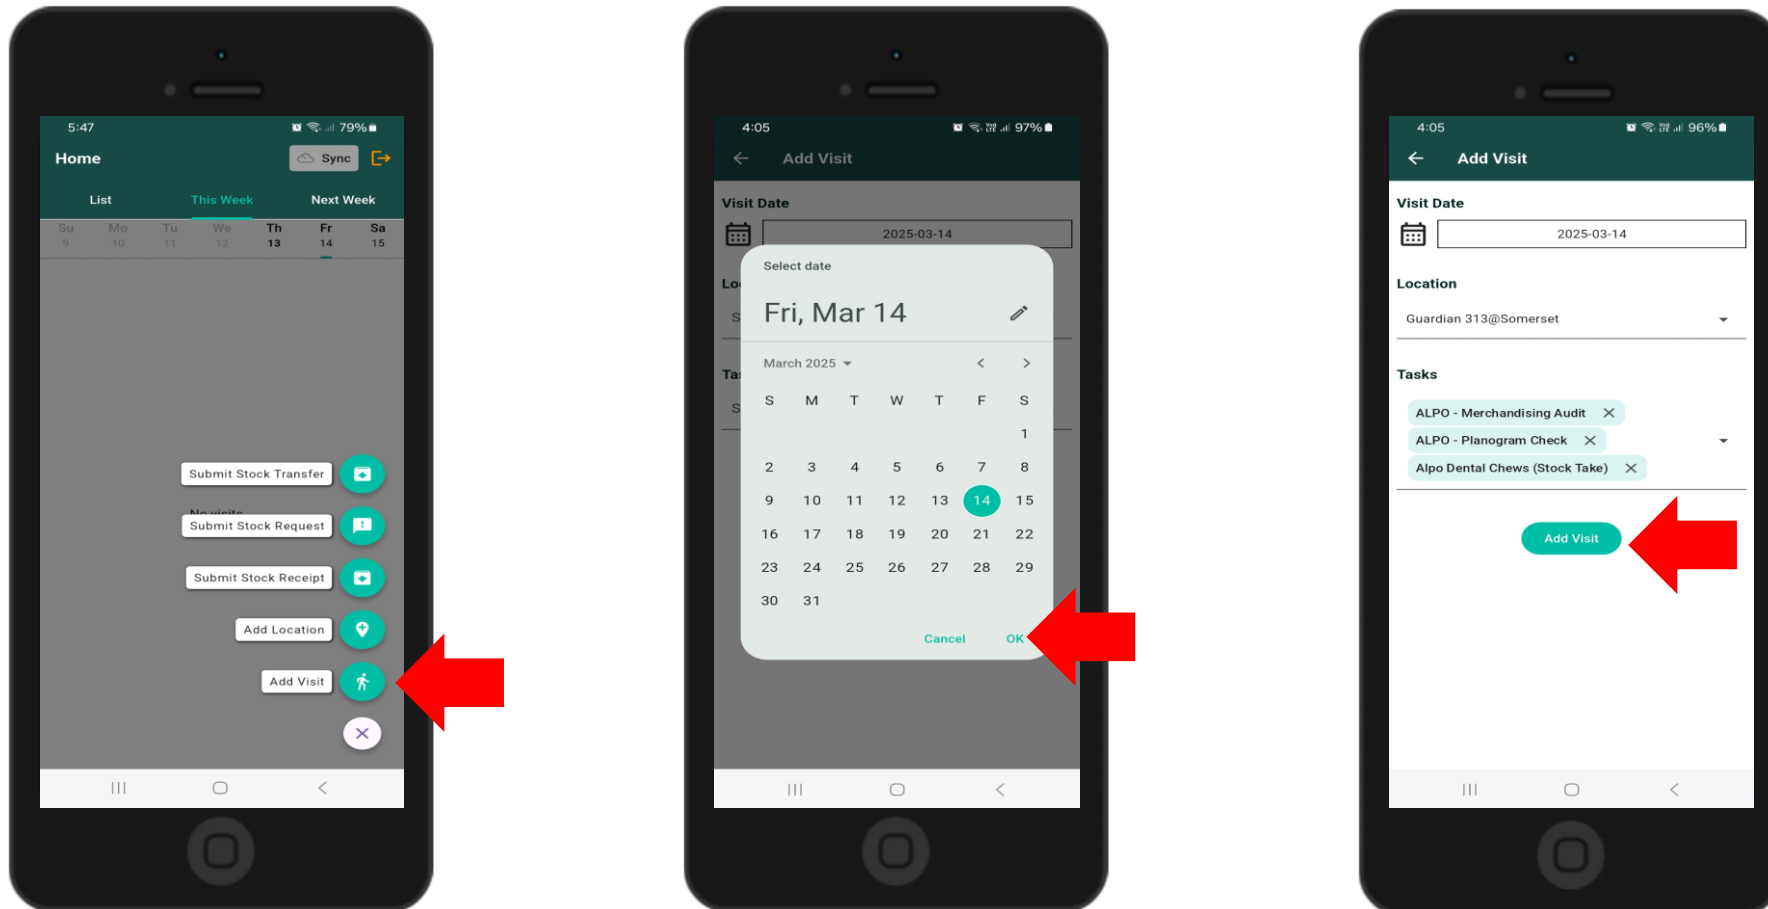 5:47 79%
Home Sync
List This Week Next Week
Su Mo Tu We Th Fr Sa
9 10 11 12 13 14 15
Submit Stock Transfer
No visits
Submit Stock Request
Submit Stock Receipt
Add Location
Add Visit
4:05 97%
Add Visit
Visit Date
2025-03-14
Select date
Lo
Fri, Mar 14
S
March 2025
Ta
S M T W T F S
S
1
2 3 4 5 6 7 8
9 10 11 12 13 14 15
16 17 18 19 20 21 22
23 24 25 26 27 28 29
30 31
Cancel OK
4:05 96%
Add Visit
Visit Date
2025-03-14
Location
Guardian 313@Somerset
Tasks
ALPO - Merchandising Audit
ALPO - Planogram Check
Alpo Dental Chews (Stock Take)
Add Visit